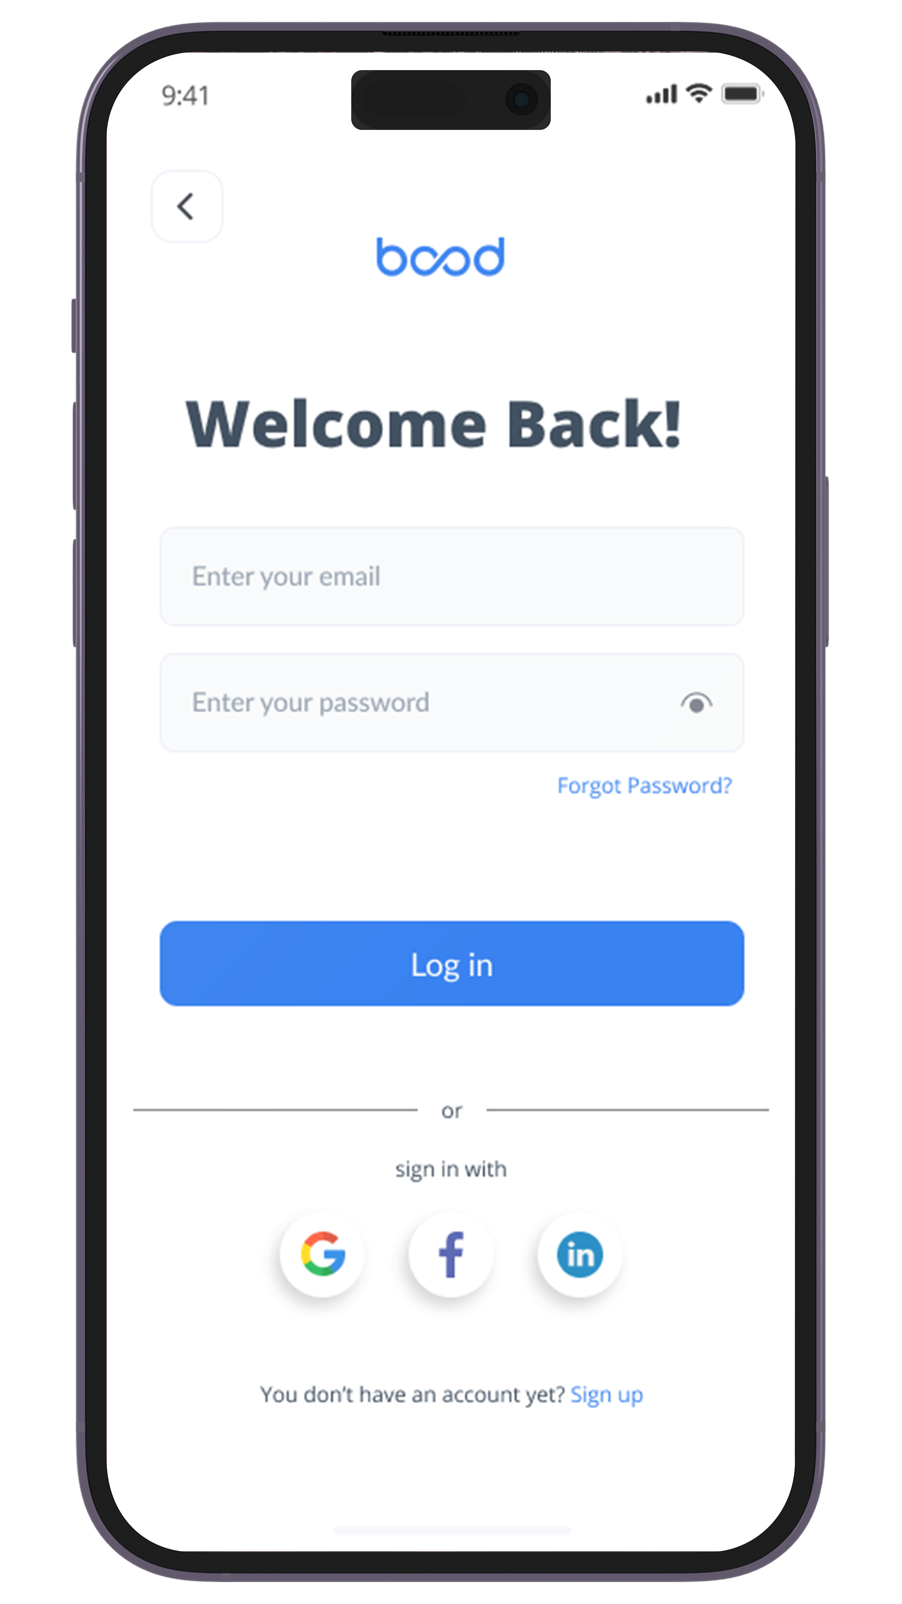 9:41
bood
Welcome Back!
Enter your email
Enter your password
Forgot Password?
Log in
or
sign in with
G f in
You don't have an account yet? Sign up